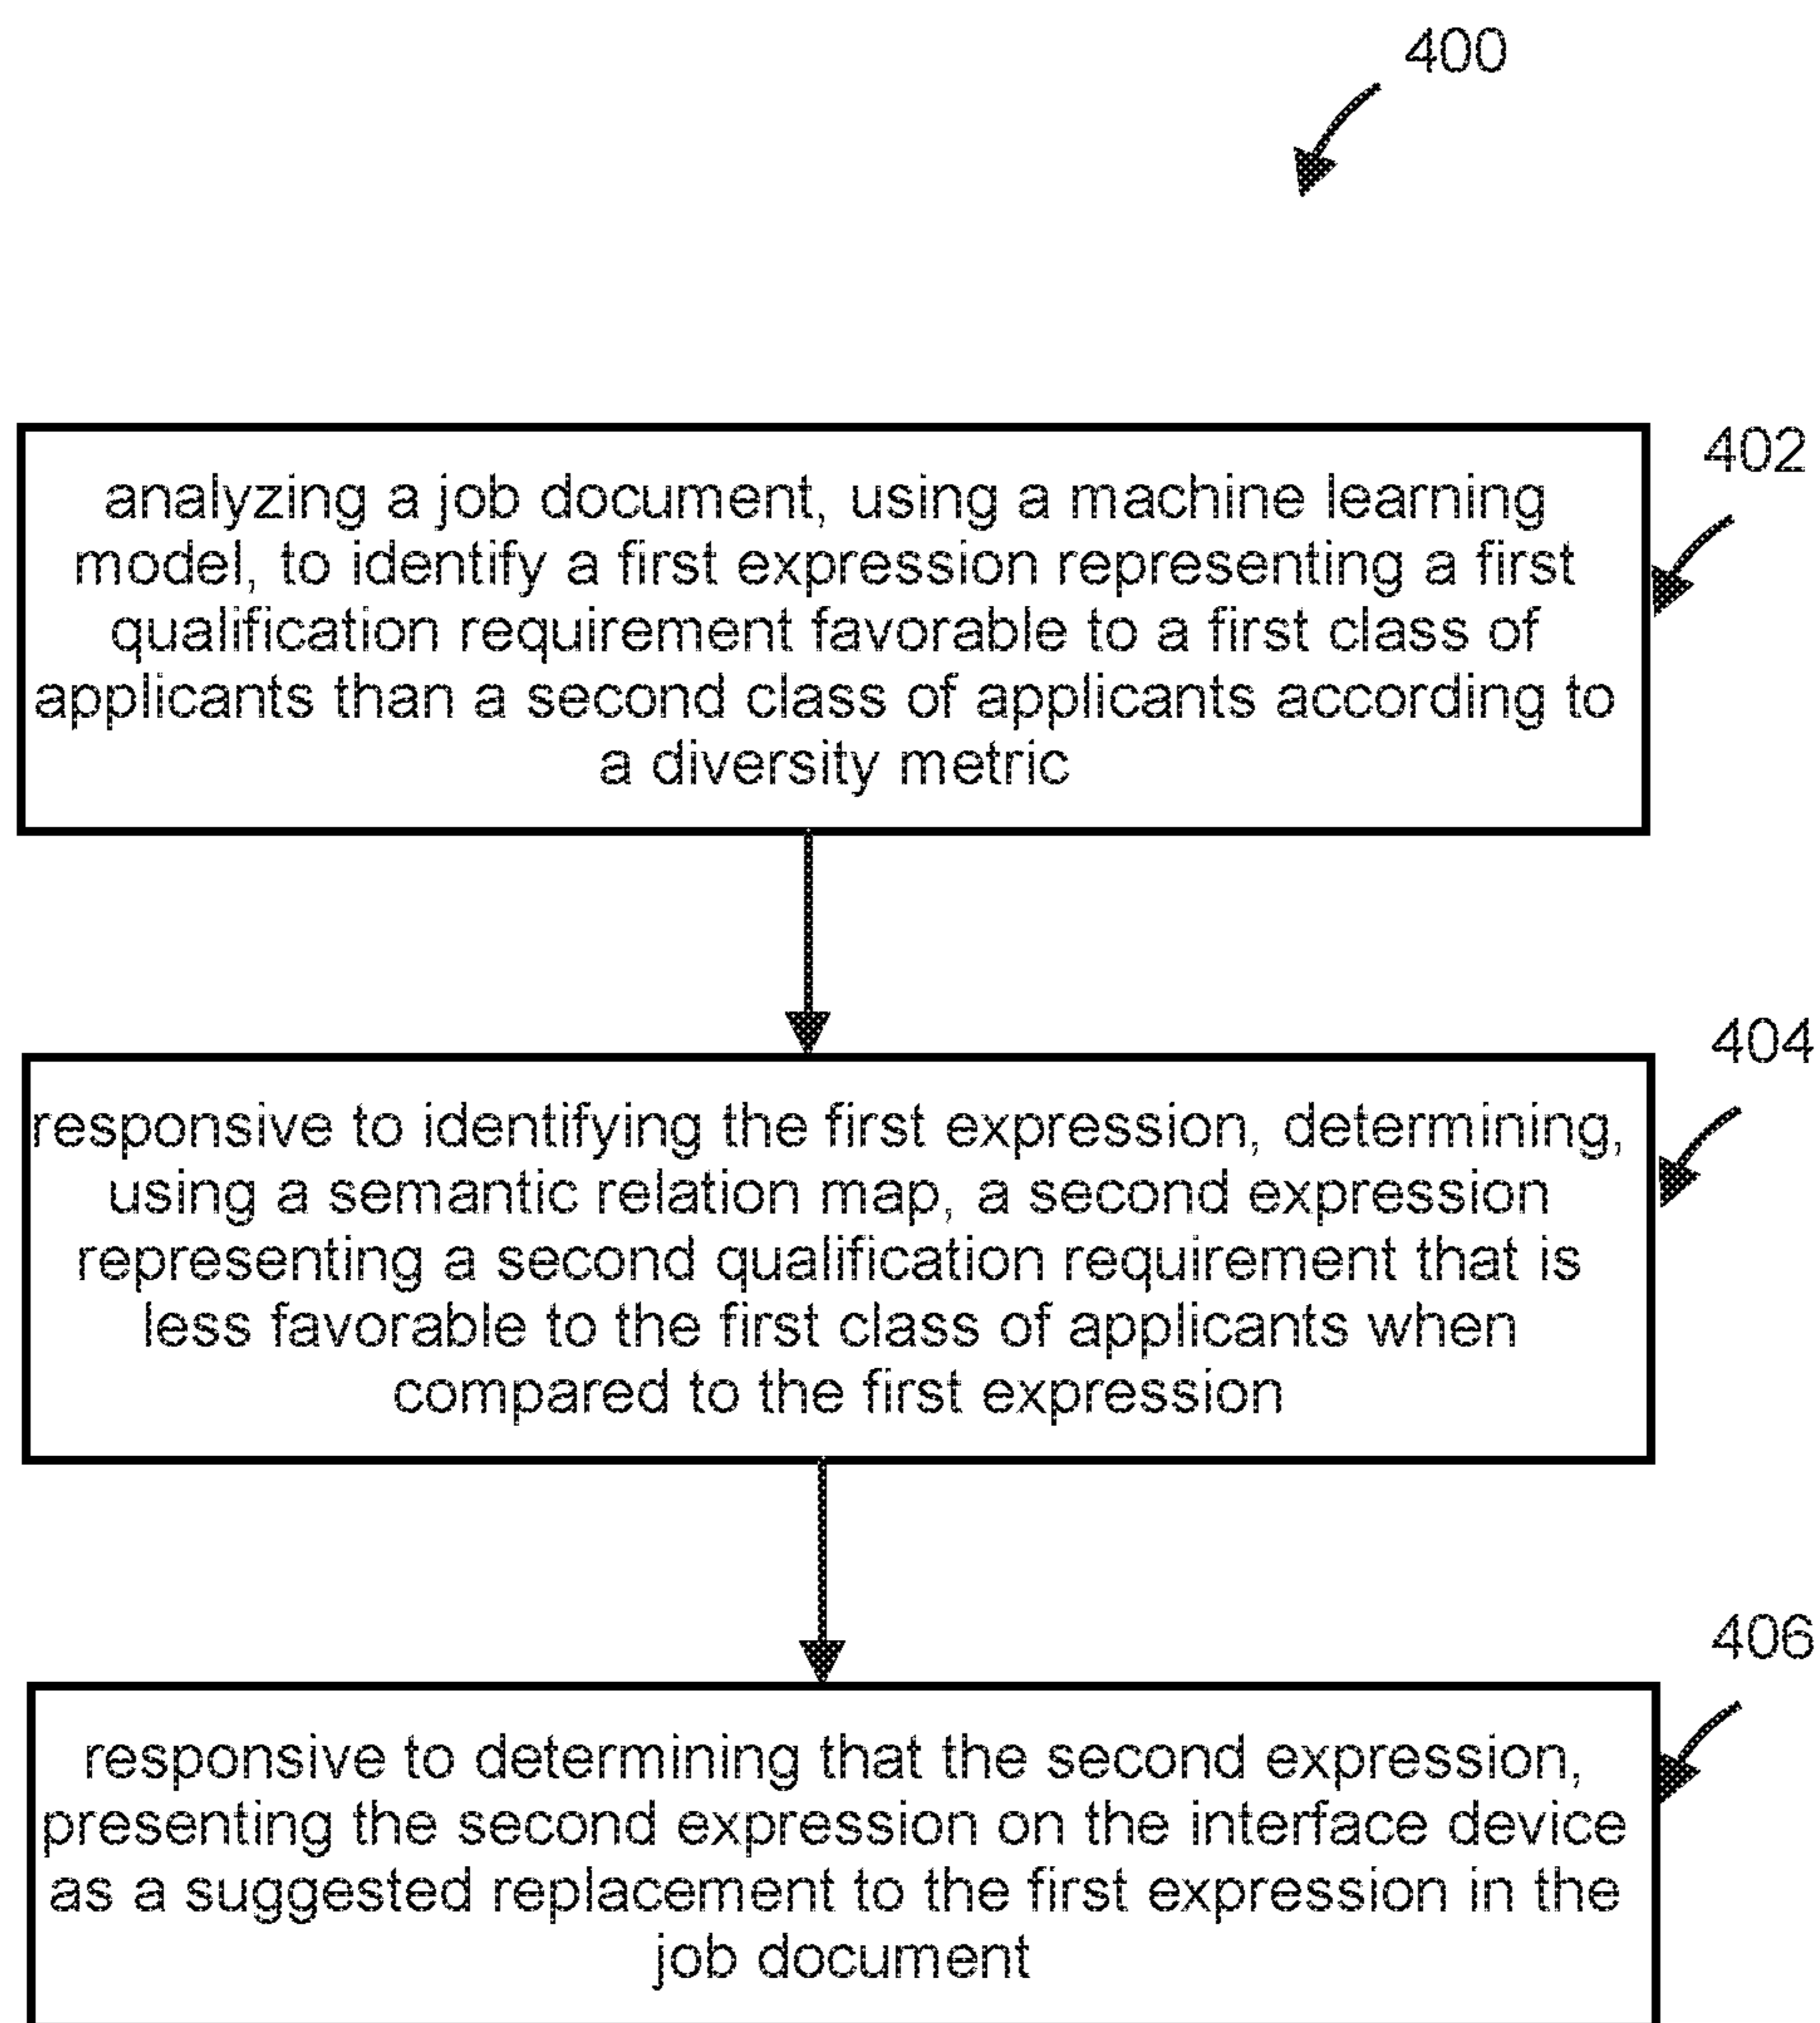 400
402
analyzing a job document, using a machine learning
model, to identify a first expression representing a first
qualification requirement favorable to a first class of
applicants than a second class of applicants according to
a diversity metric
404
responsive to identifying the first expression, determining,
using a semantic relation map, a second expression
representing a second qualification requirement that is
less favorable to the first class of applicants when
compared to the first expression
406
responsive to determining that the second expression,
presenting the second expression on the interface device
as a suggested replacement to the first expression in the
job document